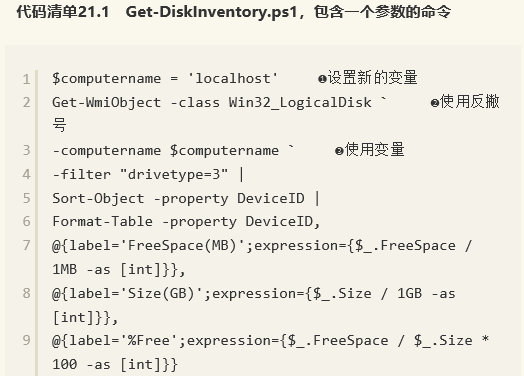 代码清单21.1 Get-DiskInventory.ps1，包含一个参数的命令
1 $computername = 'localhost' ❶设置新的变量
2 Get-WmiObject -class Win32_LogicalDisk ` ❷使用反撇
号
3 -computername $computername ` ❷使用变量
4 -filter "drivetype=3" |
5 Sort-Object -property DeviceID |
6 Format-Table -property DeviceID,
7 @{label='FreeSpace(MB)';expression={$_.FreeSpace /
1MB -as [int]}},
8 @{label='Size(GB)';expression={$_.Size / 1GB -as
[int]}},
9 @{label='%Free';expression={$_.FreeSpace / $_.Size *
100 -as [int]}}